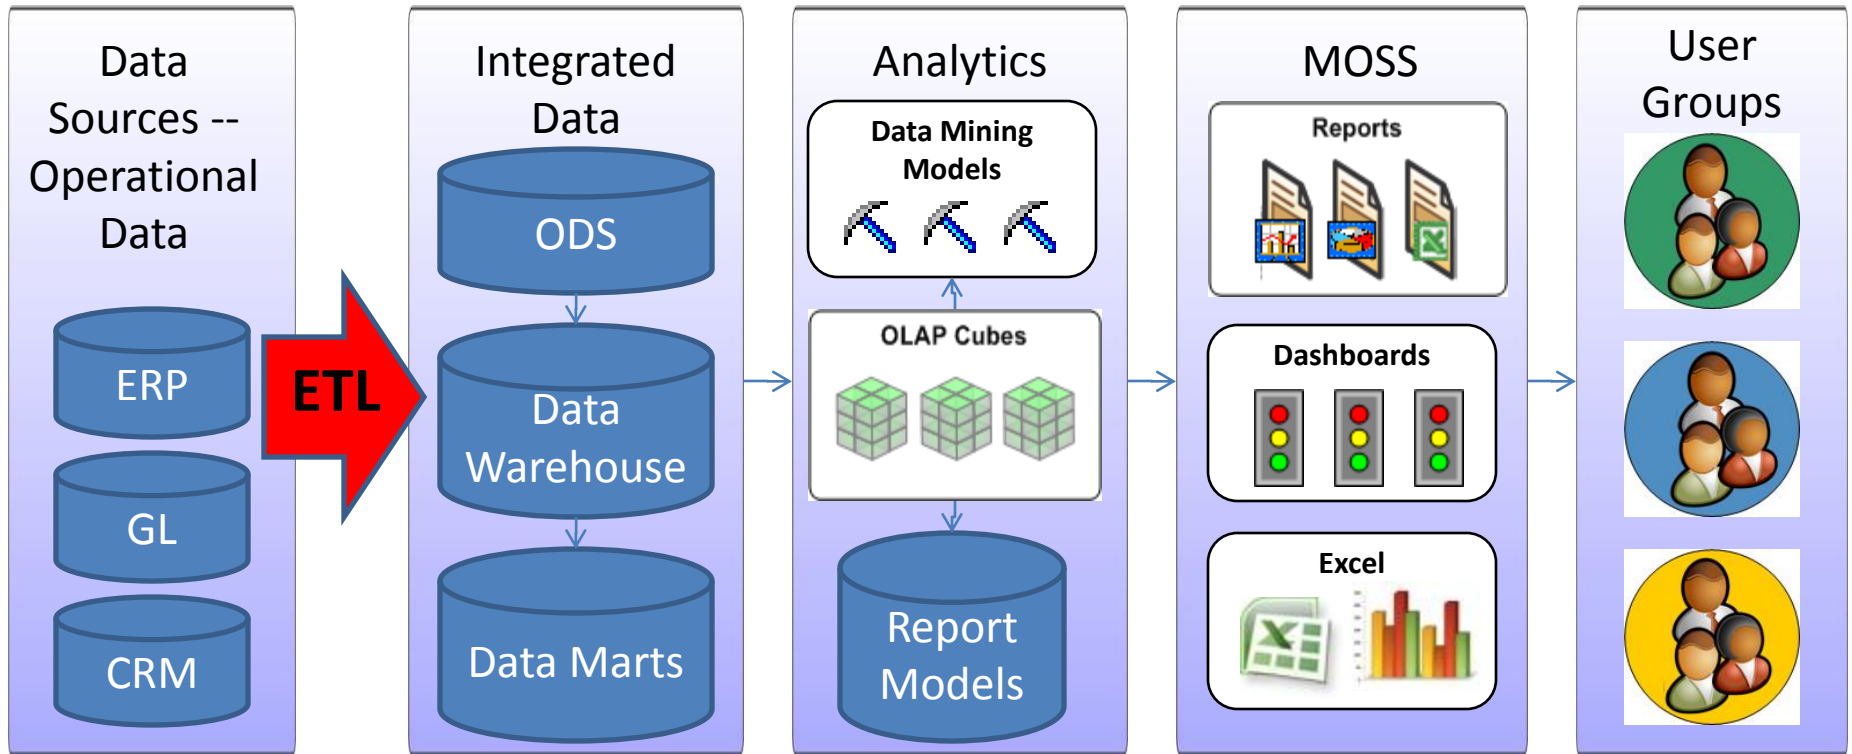 Data
Sources --
Operational
Data
ERP
GL
CRM
ETL
Integrated
Data
ODS
Data
Warehouse
Data Marts
Analytics
Data Mining
Models
OLAP Cubes
Report
Models
MOSS
Reports
Dashboards
Excel
User
Groups